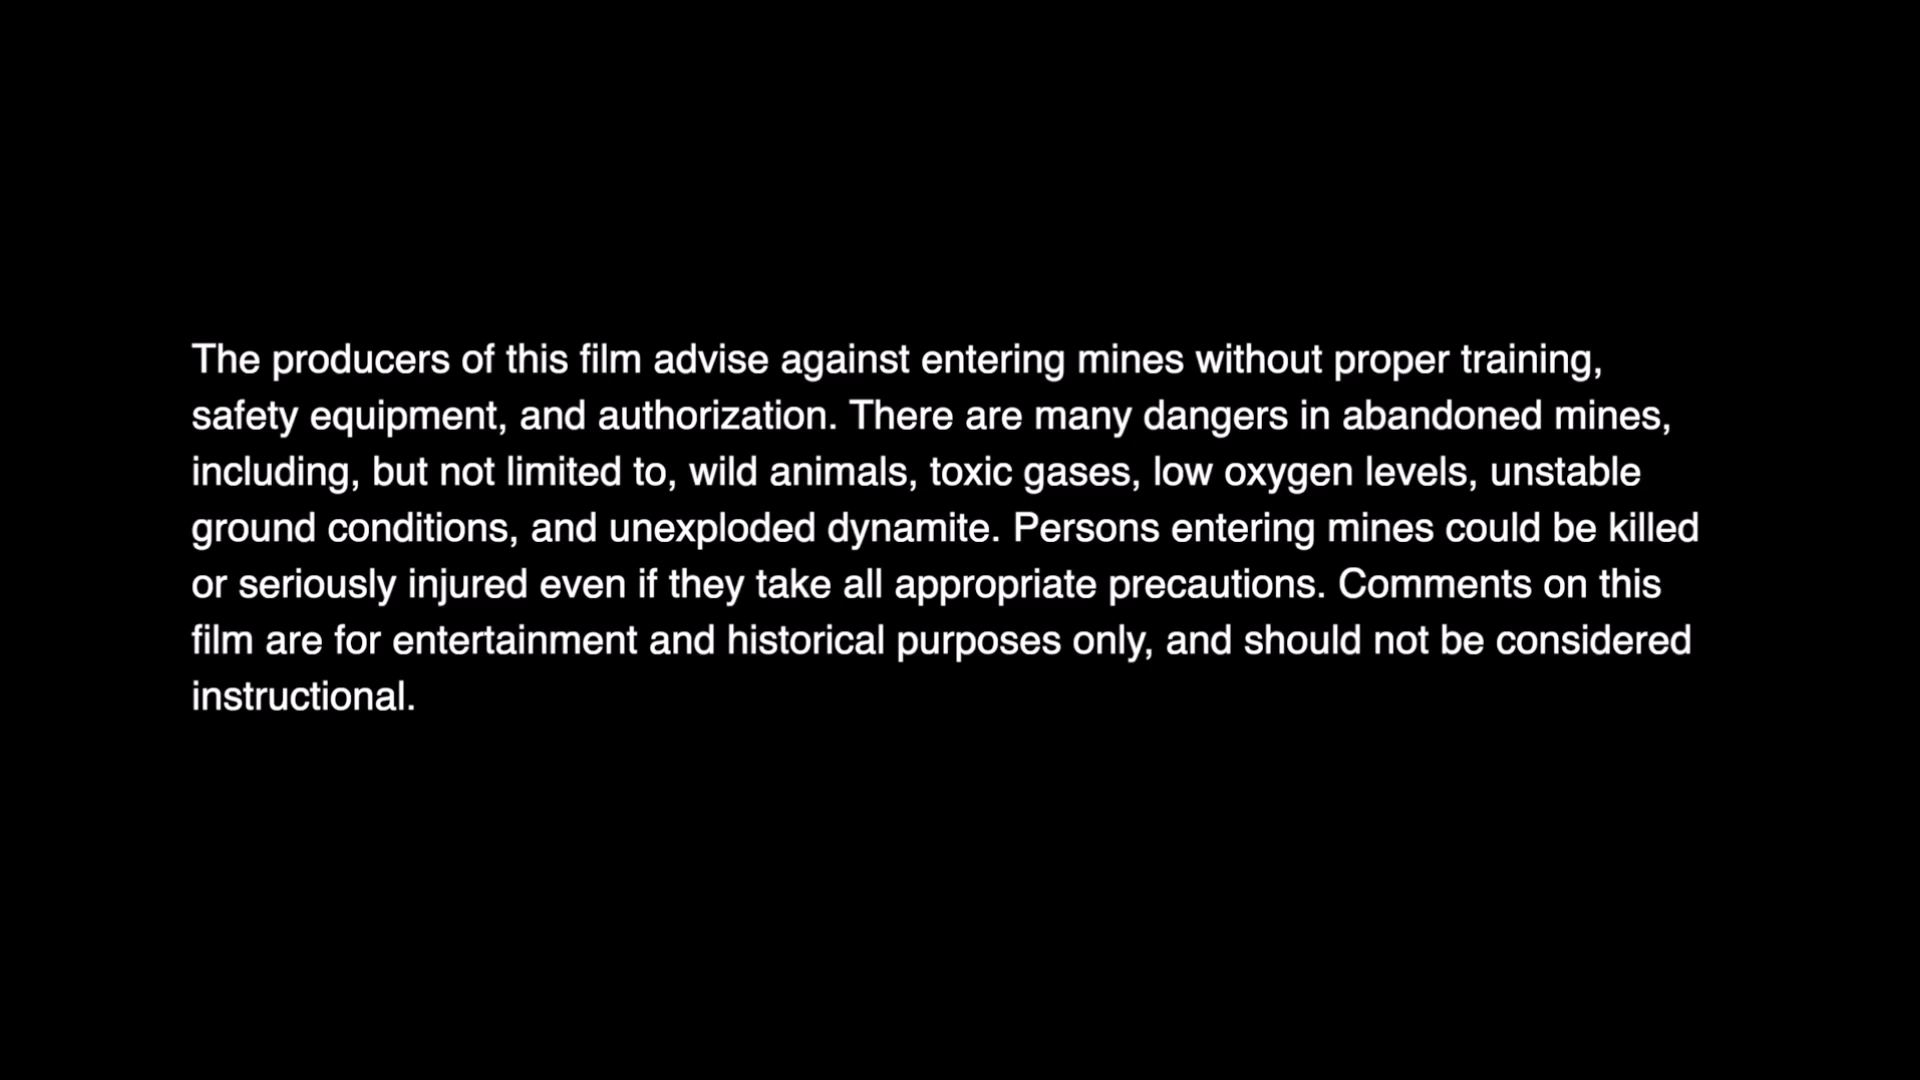 The producers of this film advise against entering mines without proper training,
safety equipment, and authorization. There are many dangers in abandoned mines,
including, but not limited to, wild animals, toxic gases, low oxygen levels, unstable
ground conditions, and unexploded dynamite. Persons entering mines could be killed
or seriously injured even if they take all appropriate precautions. Comments on this
film are for entertainment and historical purposes only, and should not be considered
instructional.